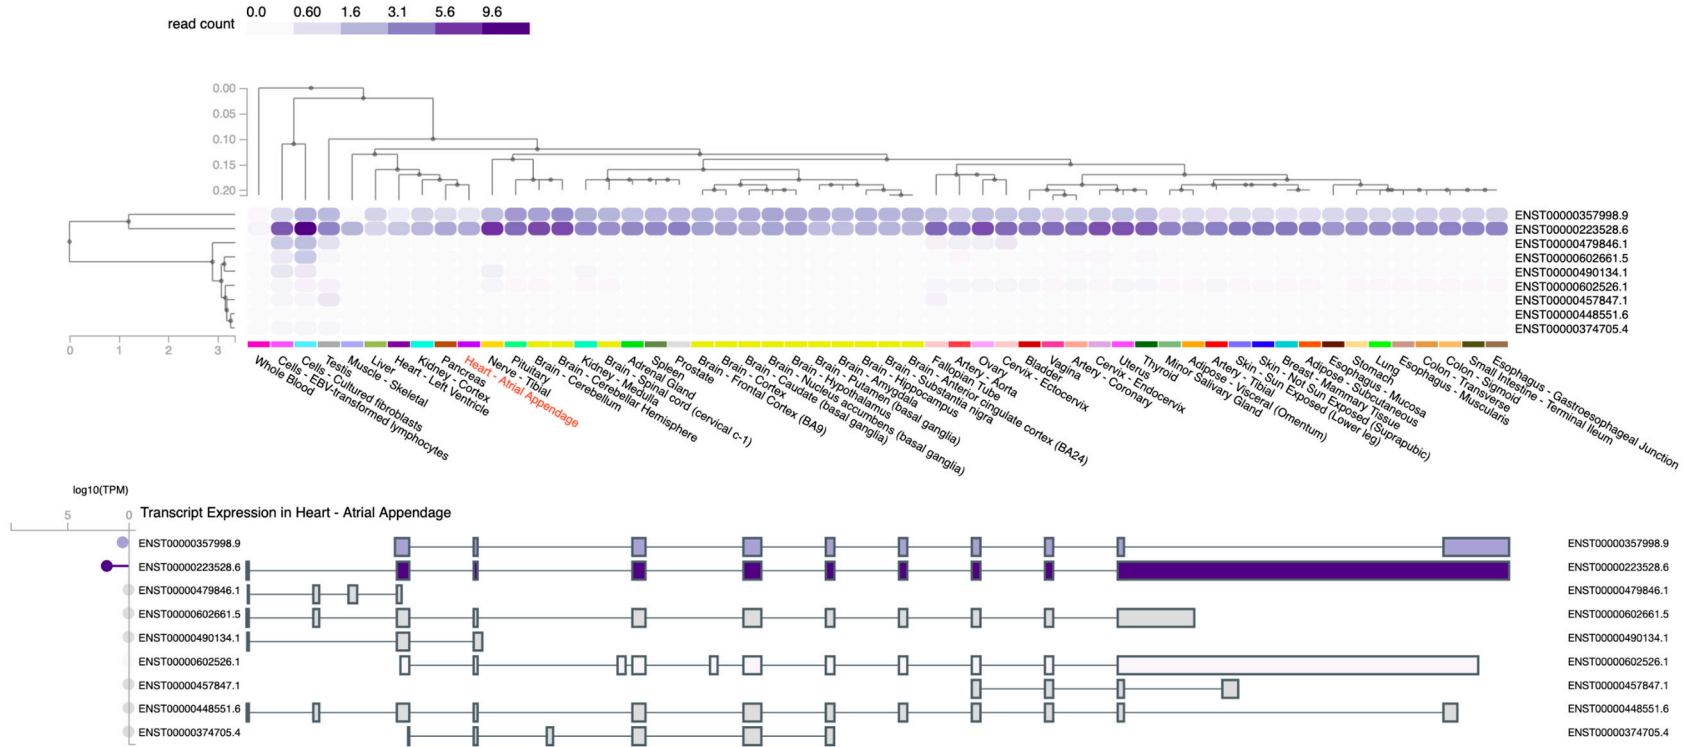 0.0 0.60 1.6 3.1 5.6 9.6
read count
0.00
0.05
0.10
0.15
0.20
ENST00000357998.9
ENST00000223528.6
ENST00000479846.1
ENST00000602661.5
ENST00000490134.1
ENST00000602526.1
ENST00000457847.1
ENST00000448551.6
ENST00000374705.4
0 1 2 3
Whole Blood
Cells - EBV-transformed lymphocytes
Cells - Cultured fibroblasts
Testis
Muscle - Skeletal
Liver
Heart - Left Ventricle
Kidney - Cortex
Pancreas
Heart - Atrial Appendage
Nerve - Tibial
Pituitary
Brain - Cerebellum
Brain - Cerebellar Hemisphere
Kidney - Medulla
Brain - Spinal cord (cervical c-1)
Adrenal Gland
Spleen
Prostate
Brain - Frontal Cortex (BA9)
Brain - Cortex
Brain - Caudate (basal ganglia)
Brain - Nucleus accumbens (basal ganglia)
Brain - Hypothalamus
Brain - Putamen (basal ganglia)
Brain - Amygdala
Brain - Hippocampus
Brain - Substantia nigra
Brain - Anterior cingulate cortex (BA24)
Fallopian Tube
Artery - Aorta
Ovary
Cervix - Ectocervix
Bladder
Vagina
Artery - Coronary
Cervix - Endocervix
Uterus
Thyroid
Minor Salivary Gland
Adipose - Visceral (Omentum)
Artery - Tibial
Skin - Sun Exposed (Lower leg)
Skin - Not Sun Exposed (Suprapubic)
Breast - Mammary Tissue
Adipose - Subcutaneous
Esophagus - Mucosa
Stomach
Lung
Esophagus - Muscularis
Colon - Transverse
Colon - Sigmoid
Small Intestine - Terminal Ileum
Esophagus - Gastroesophageal Junction
log10(TPM)
5 0
Transcript Expression in Heart - Atrial Appendage
ENST00000357998.9 ENST00000357998.9
ENST00000223528.6 ENST00000223528.6
ENST00000479846.1 ENST00000479846.1
ENST00000602661.5 ENST00000602661.5
ENST00000490134.1 ENST00000490134.1
ENST00000602526.1 ENST00000602526.1
ENST00000457847.1 ENST00000457847.1
ENST00000448551.6 ENST00000448551.6
ENST00000374705.4 ENST00000374705.4